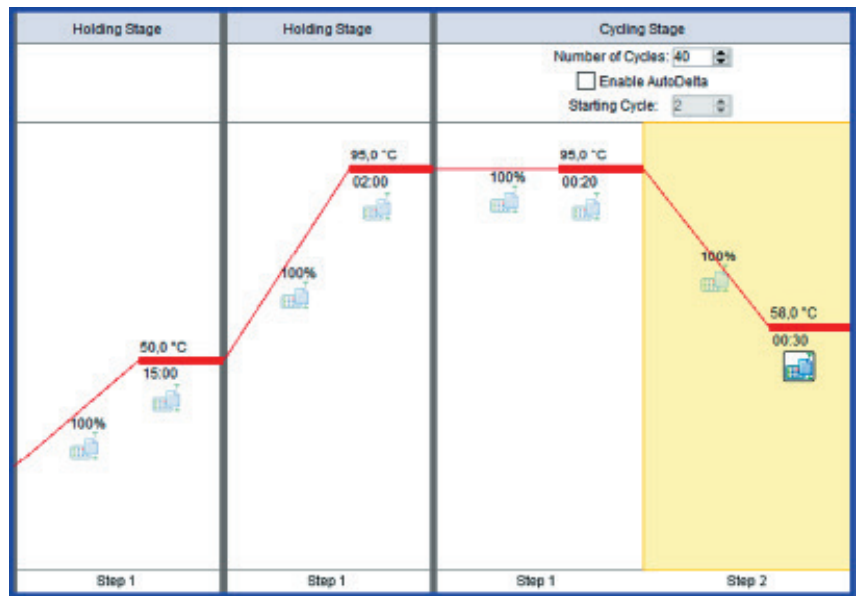 Holding Stage
Holding Stage
Cycling Stage
Number of Cycles: 40
Enable AutoDelta
Starting Cycle: 2
100%
50,0 °C
15:00
100%
95,0 °C
02:00
100%
95,0 °C
00:20
100%
58,0 °C
00:30
Step 1
Step 1
Step 1
Step 2